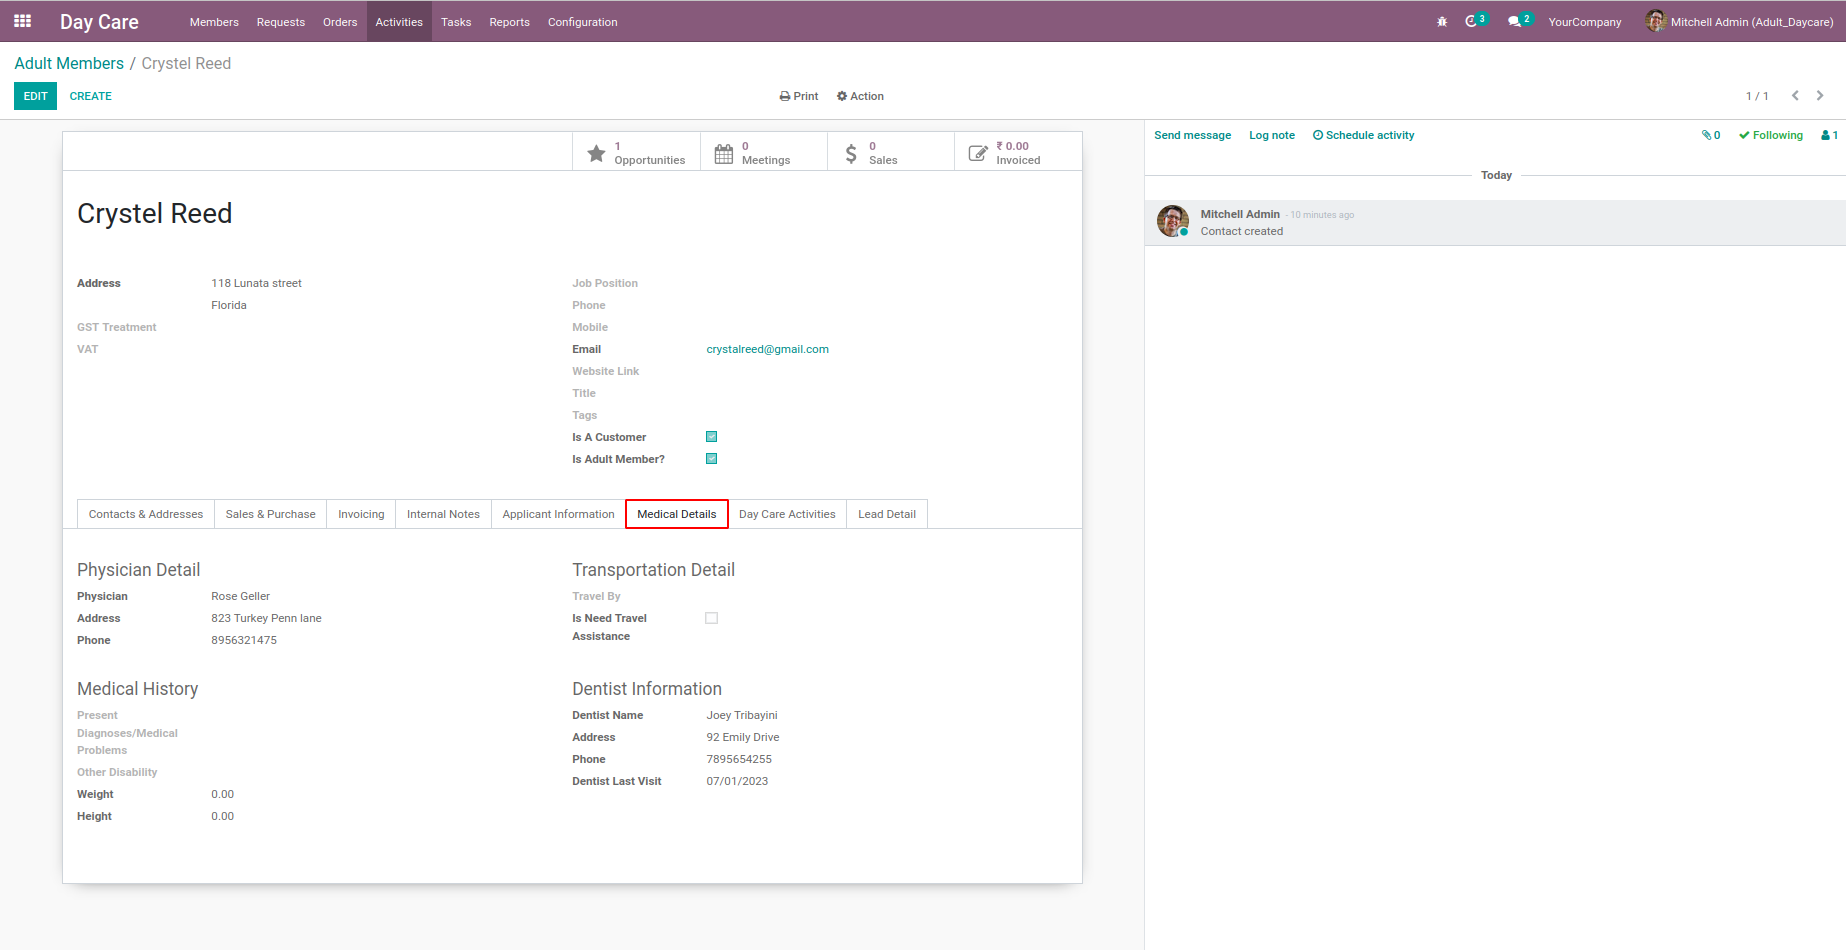 Day Care Members Requests Orders Activities Tasks Reports Configuration 3 2 YourCompany Mitchell Admin (Adult_Daycare)
Adult Members / Crystel Reed
EDIT CREATE Print Action 1 / 1
1 Opportunities
0 Meetings
0 Sales
₹ 0.00 Invoiced
Send message Log note Schedule activity 0 Following 1
Today
Mitchell Admin - 10 minutes ago
Contact created
Crystel Reed
Address 118 Lunata street
Florida
GST Treatment
VAT
Job Position
Phone
Mobile
Email crystalreed@gmail.com
Website Link
Title
Tags
Is A Customer
Is Adult Member?
Contacts & Addresses Sales & Purchase Invoicing Internal Notes Applicant Information Medical Details Day Care Activities Lead Detail
Physician Detail
Physician Rose Geller
Address 823 Turkey Penn lane
Phone 8956321475
Transportation Detail
Travel By
Is Need Travel
Assistance
Medical History
Present
Diagnoses/Medical
Problems
Other Disability
Weight 0.00
Height 0.00
Dentist Information
Dentist Name Joey Tribayini
Address 92 Emily Drive
Phone 7895654255
Dentist Last Visit 07/01/2023